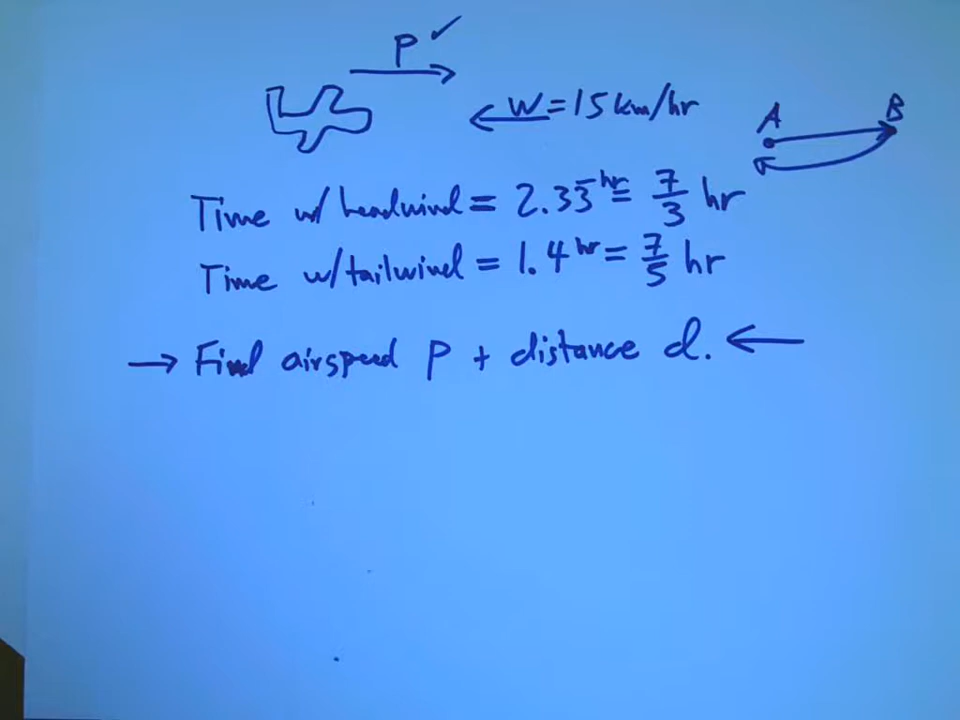 P ✓
W = 15 km/hr
A B
Time w/ headwind = 2.33̅ hr = 7/3 hr
Time w/ tailwind = 1.4 hr = 7/5 hr
→ Find airspeed P + distance d. ←